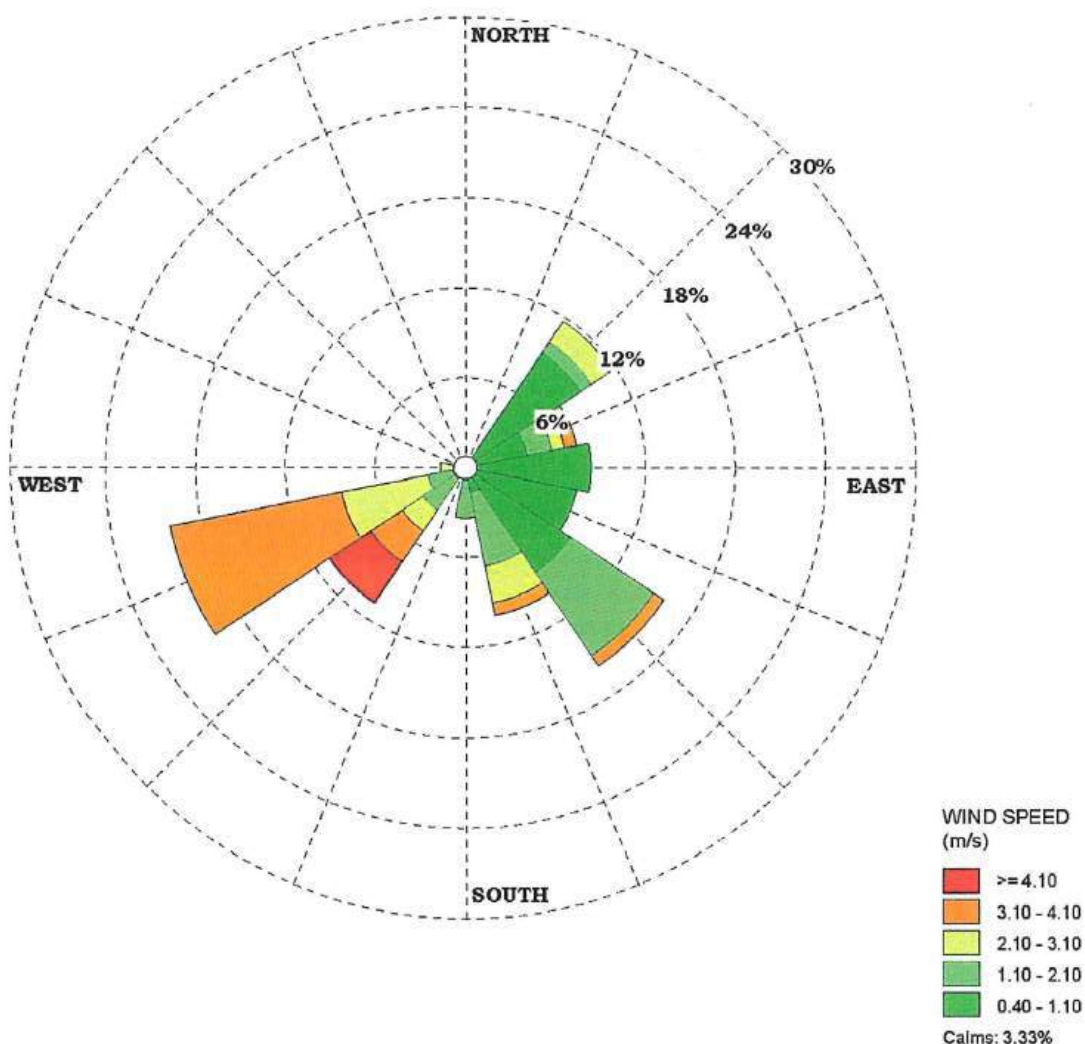 NORTH
30%
24%
18%
12%
6%
WEST
EAST
SOUTH
WIND SPEED
(m/s)
>= 4.10
3.10 - 4.10
2.10 - 3.10
1.10 - 2.10
0.40 - 1.10
Calms: 3.33%